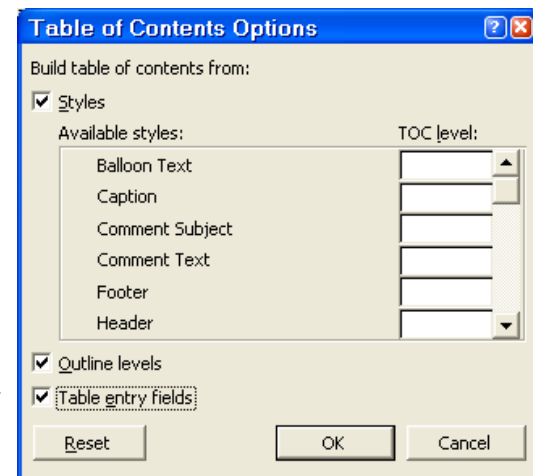 Table of Contents Options
Build table of contents from:
Styles
Available styles: TOC level:
Balloon Text
Caption
Comment Subject
Comment Text
Footer
Header
Outline levels
Table entry fields
Reset OK Cancel